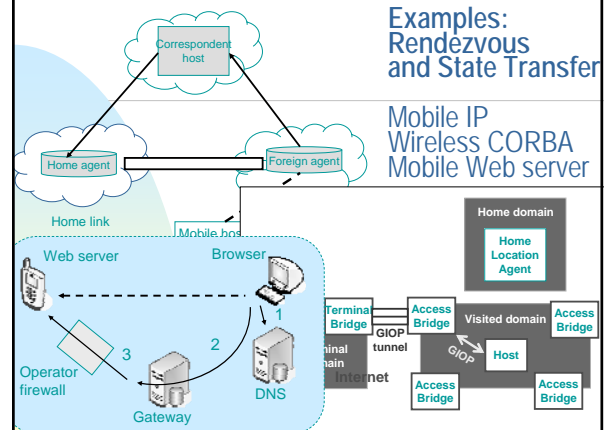 Examples:
Rendezvous
and State Transfer
Mobile IP
Wireless CORBA
Mobile Web server
Correspondent
host
Home agent
Foreign agent
Home link
Web server
Browser
1
2
3
Operator
firewall
Gateway
DNS
Home domain
Home
Location
Agent
Terminal
Bridge
GIOP
tunnel
Access
Bridge
Visited domain
Access
Bridge
GIOP
Host
Internet
Access
Bridge
Access
Bridge